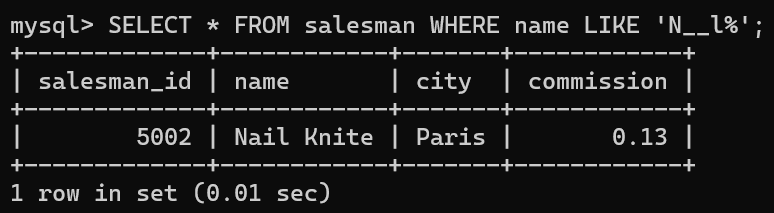 mysql> SELECT * FROM salesman WHERE name LIKE 'N__l%';
+-------------+------------+-------+------------+
| salesman_id | name       | city  | commission |
+-------------+------------+-------+------------+
|        5002 | Nail Knite | Paris |       0.13 |
+-------------+------------+-------+------------+
1 row in set (0.01 sec)